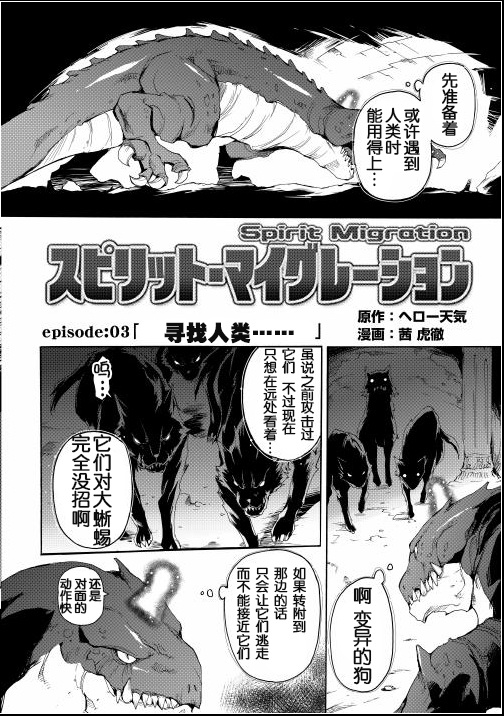 先准备着
或许遇到
人类时
能用得上…
Spirit Migration
スピリット・マイグレーション
原作：ヘロー天気
漫画：茜 虎徹
episode:03「 寻找人类…… 」
啊 变异的狗
虽说之前攻击过
它们 不过现在
只想在远处看着…
呜…
它们对大蜥蜴
完全没招啊
如果转附到
那边的话
只会让它们逃走
而不能接近它们
还是
对面的
动作快